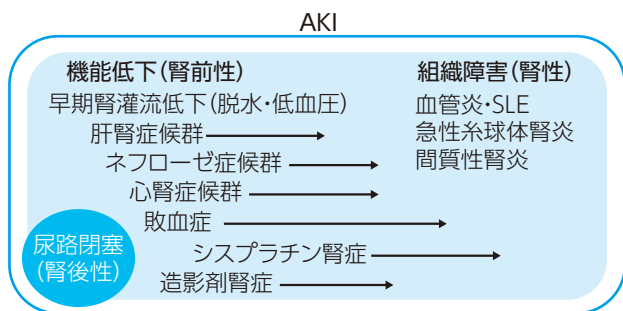 AKI
機能低下（腎前性）
組織障害（腎性）
早期腎灌流低下（脱水・低血圧）
血管炎・SLE
肝腎症候群
急性糸球体腎炎
ネフローゼ症候群
間質性腎炎
心腎症候群
敗血症
尿路閉塞
（腎後性）
シスプラチン腎症
造影剤腎症